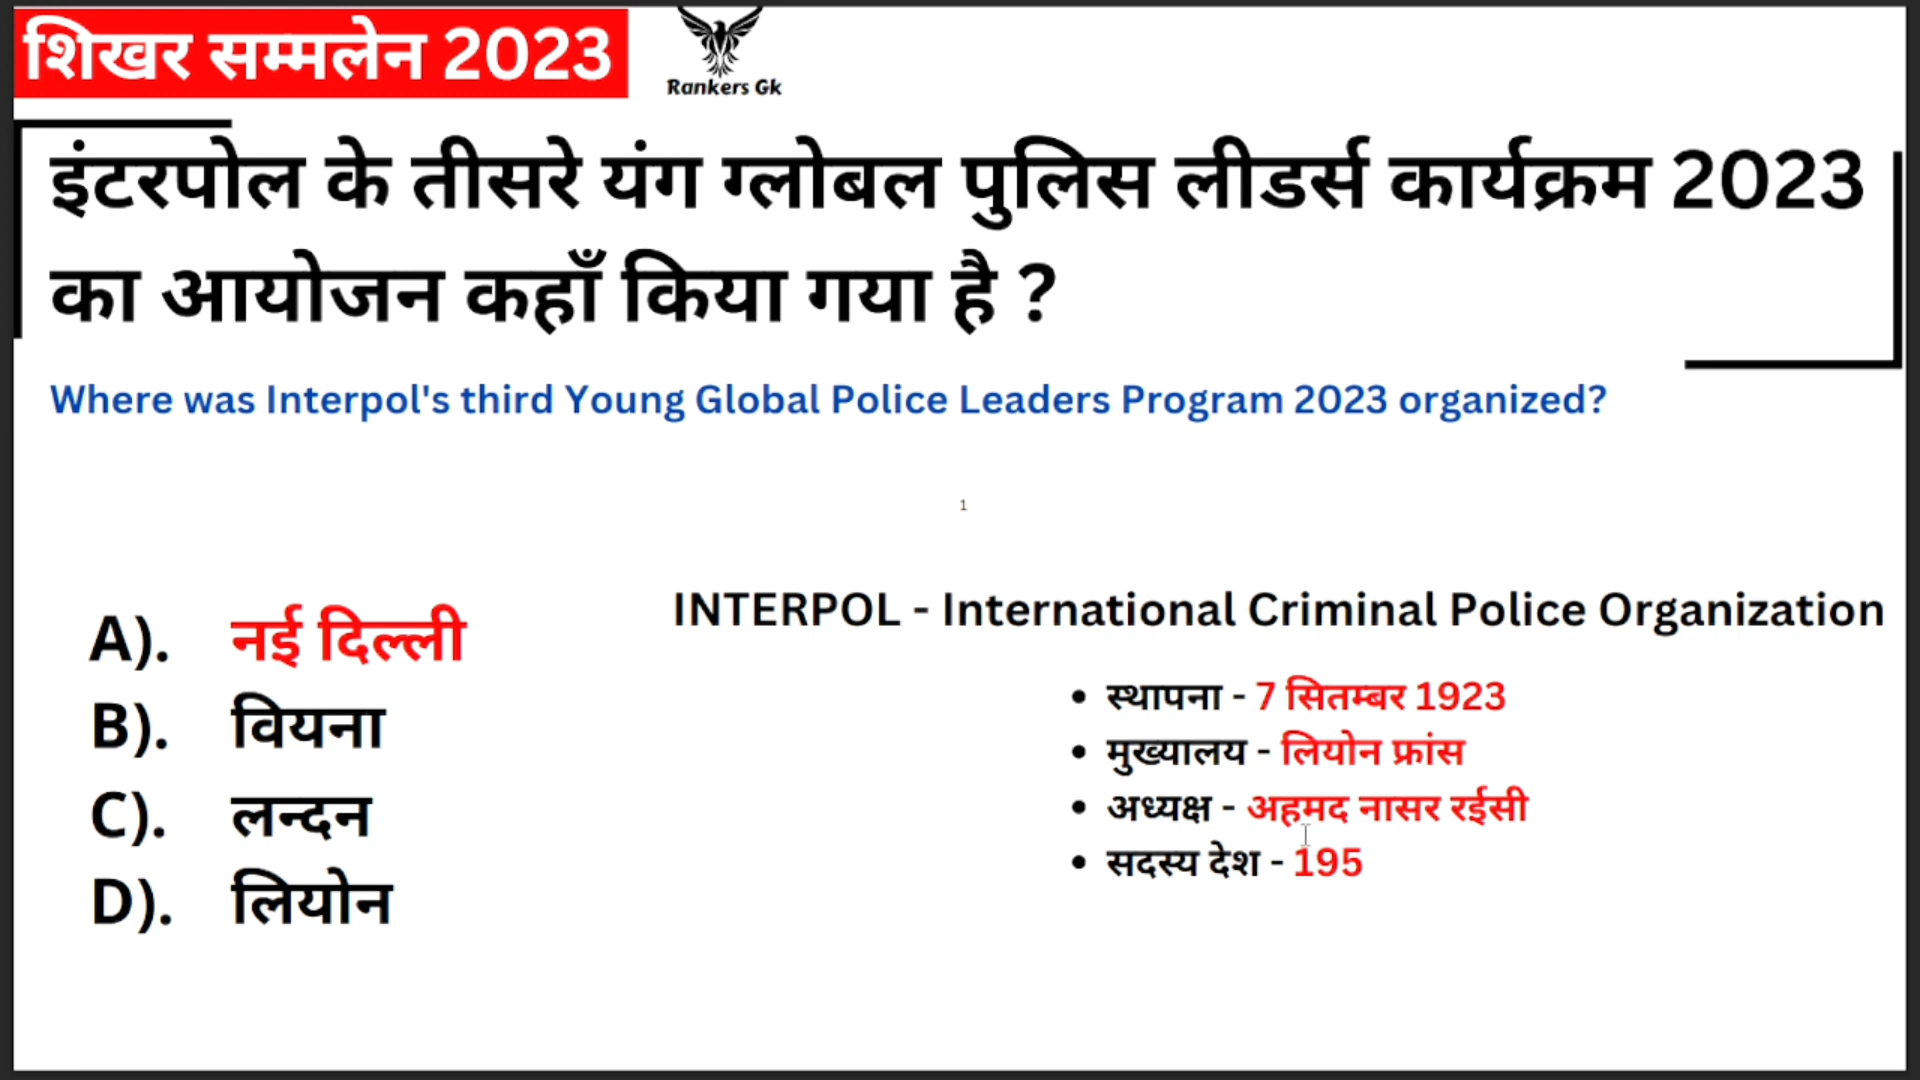 शिखर सम्मलेन 2023
Rankers Gk
इंटरपोल के तीसरे यंग ग्लोबल पुलिस लीडर्स कार्यक्रम 2023
का आयोजन कहाँ किया गया है ?
Where was Interpol's third Young Global Police Leaders Program 2023 organized?
1
A). नई दिल्ली
B). वियना
C). लन्दन
D). लियोन
INTERPOL - International Criminal Police Organization
• स्थापना - 7 सितम्बर 1923
• मुख्यालय - लियोन फ्रांस
• अध्यक्ष - अहमद नासर रईसी
• सदस्य देश - 195